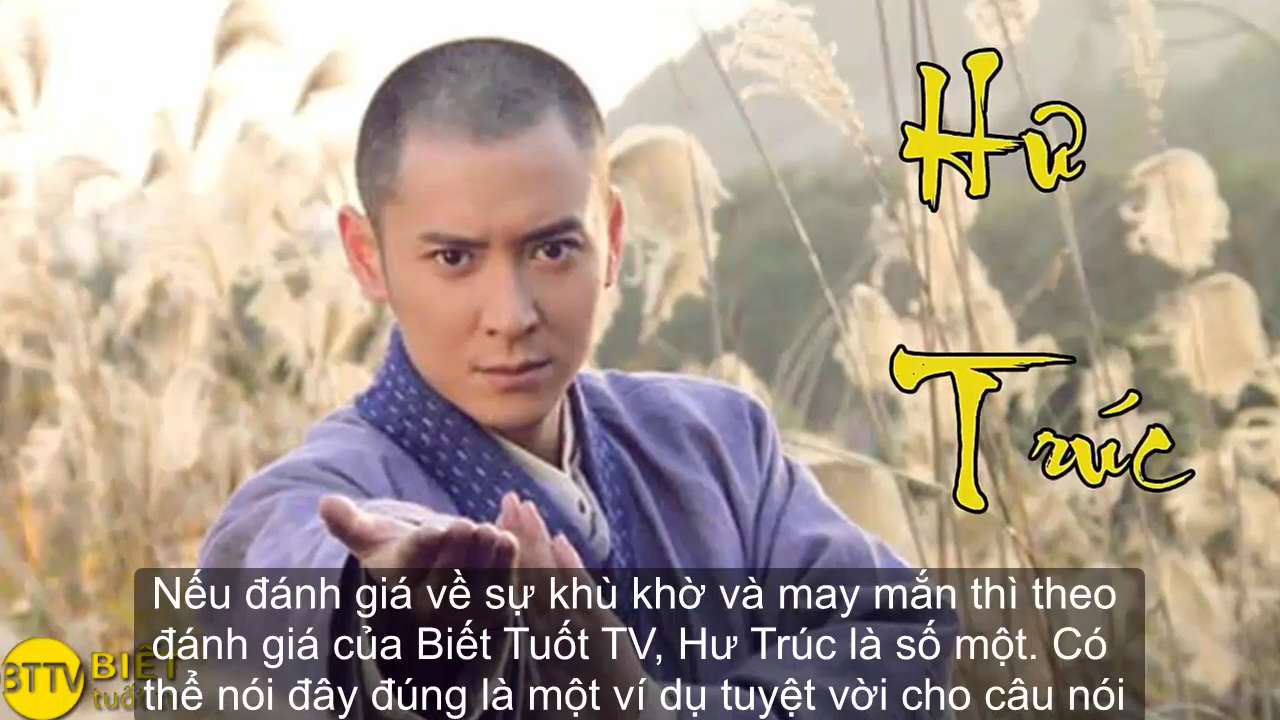 Hư
Trúc
Nếu đánh giá về sự khù khờ và may mắn thì theo
đánh giá của Biết Tuốt TV, Hư Trúc là số một. Có
thể nói đây đúng là một ví dụ tuyệt vời cho câu nói
BTTV
BIẾT
tuốt